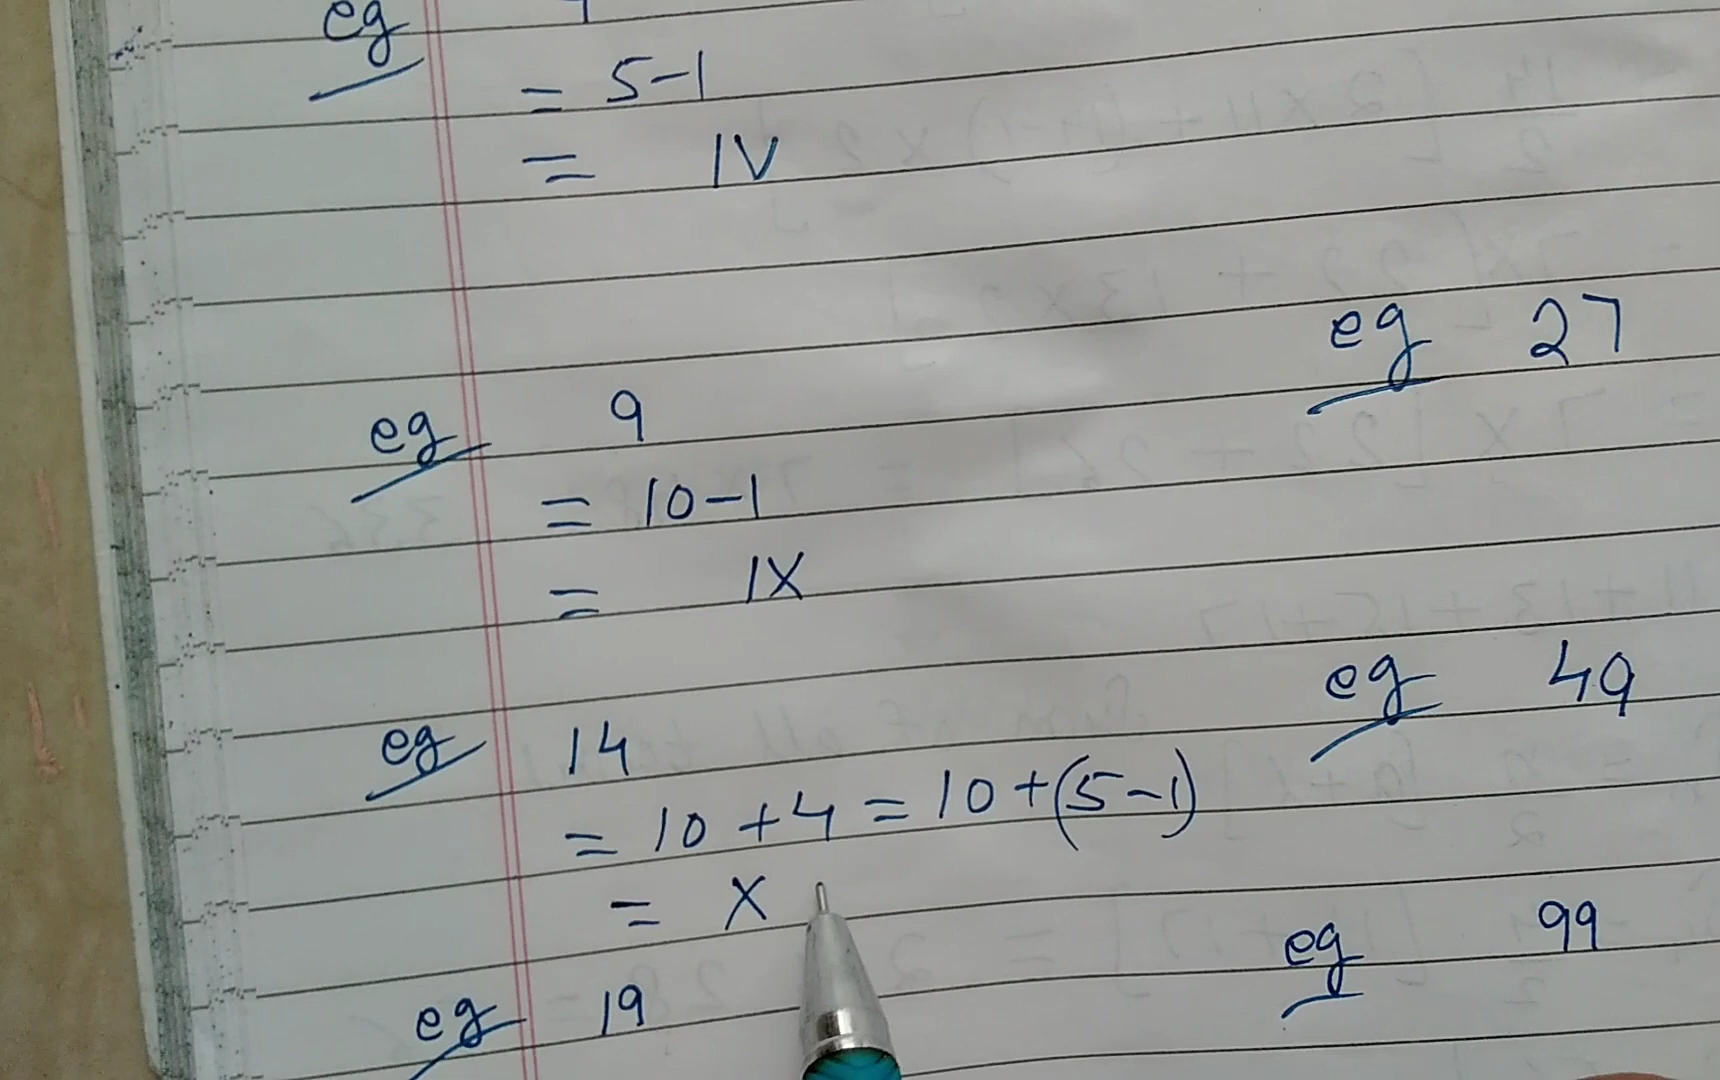 eg
= 5-1
= IV
eg 9
= 10-1
= IX
eg 14
= 10+4 = 10+(5-1)
= X
eg 19
eg 27
eg 49
eg 99